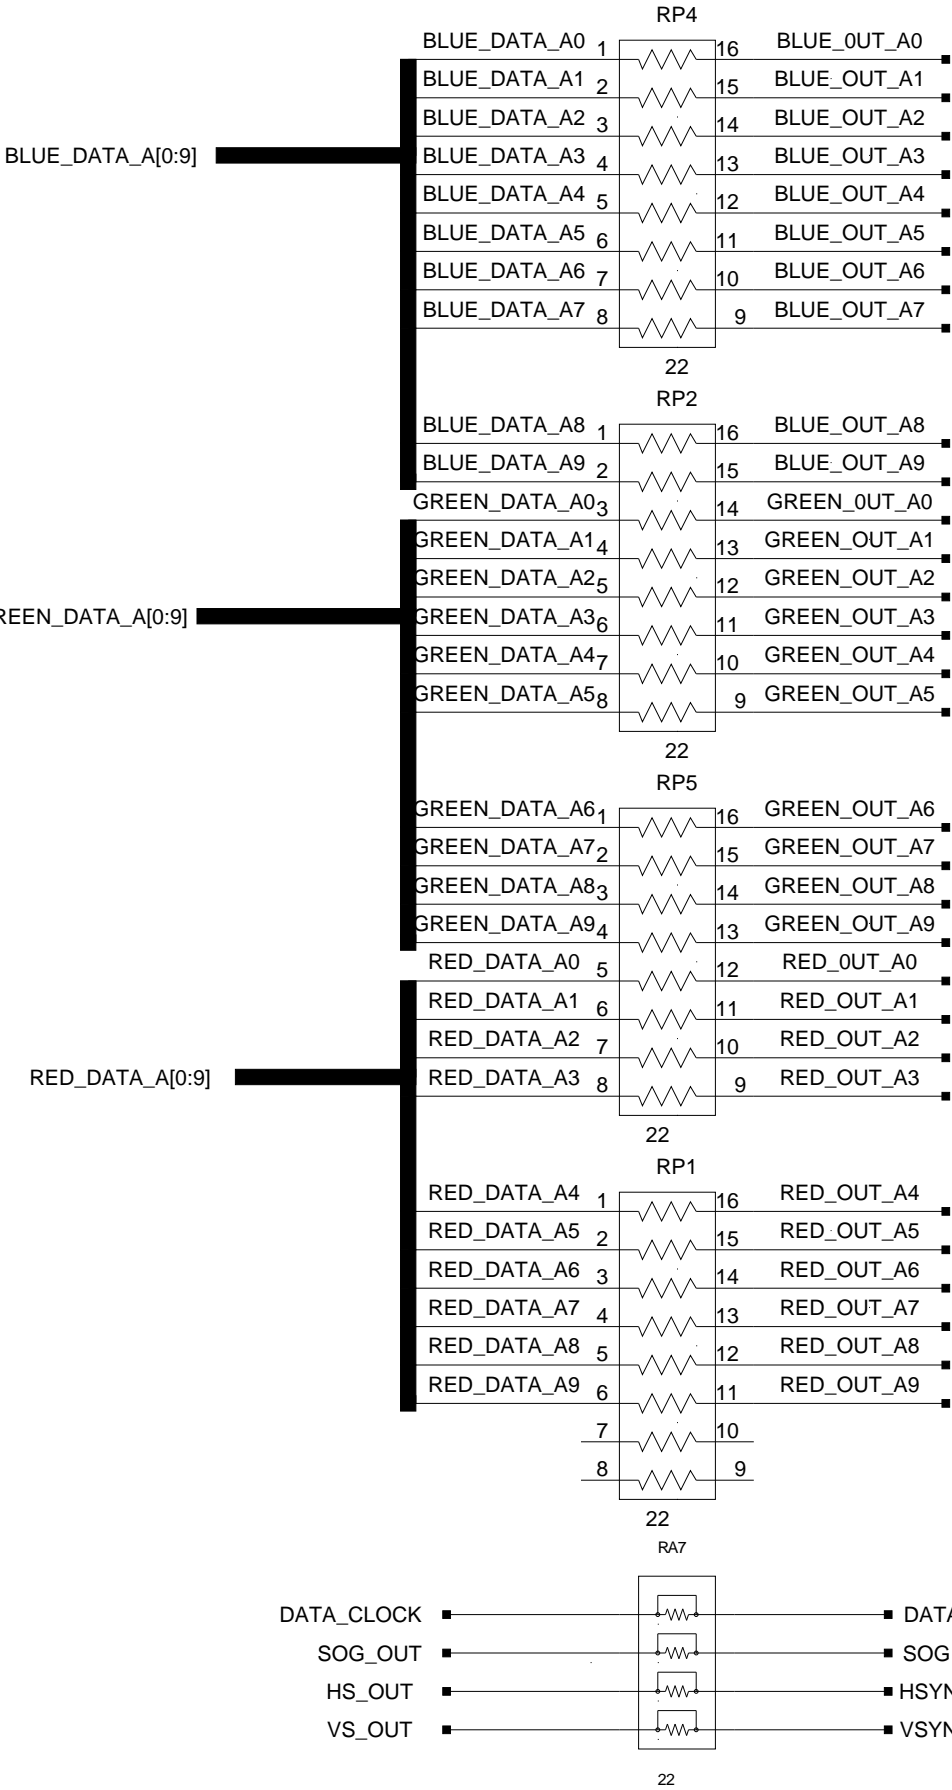 RP4
BLUE_DATA_A0 1 16 BLUE_0UT_A0
BLUE_DATA_A1 2 15 BLUE_OUT_A1
BLUE_DATA_A2 3 14 BLUE_OUT_A2
BLUE_DATA_A[0:9]
BLUE_DATA_A3 4 13 BLUE_OUT_A3
BLUE_DATA_A4 5 12 BLUE_OUT_A4
BLUE_DATA_A5 6 11 BLUE_OUT_A5
BLUE_DATA_A6 7 10 BLUE_OUT_A6
BLUE_DATA_A7 8 9 BLUE_OUT_A7
22
RP2
BLUE_DATA_A8 1 16 BLUE_OUT_A8
BLUE_DATA_A9 2 15 BLUE_OUT_A9
GREEN_DATA_A0 3 14 GREEN_0UT_A0
GREEN_DATA_A1 4 13 GREEN_OUT_A1
GREEN_DATA_A2 5 12 GREEN_OUT_A2
REEN_DATA_A[0:9]
GREEN_DATA_A3 6 11 GREEN_OUT_A3
GREEN_DATA_A4 7 10 GREEN_OUT_A4
GREEN_DATA_A5 8 9 GREEN_OUT_A5
22
RP5
GREEN_DATA_A6 1 16 GREEN_OUT_A6
GREEN_DATA_A7 2 15 GREEN_OUT_A7
GREEN_DATA_A8 3 14 GREEN_OUT_A8
GREEN_DATA_A9 4 13 GREEN_OUT_A9
RED_DATA_A0 5 12 RED_0UT_A0
RED_DATA_A1 6 11 RED_OUT_A1
RED_DATA_A2 7 10 RED_OUT_A2
RED_DATA_A[0:9]
RED_DATA_A3 8 9 RED_OUT_A3
22
RP1
RED_DATA_A4 1 16 RED_OUT_A4
RED_DATA_A5 2 15 RED_OUT_A5
RED_DATA_A6 3 14 RED_OUT_A6
RED_DATA_A7 4 13 RED_OUT_A7
RED_DATA_A8 5 12 RED_OUT_A8
RED_DATA_A9 6 11 RED_OUT_A9
7 10
8 9
22
RA7
DATA_CLOCK DATA
SOG_OUT SOG
HS_OUT HSYN
VS_OUT VSYN
22